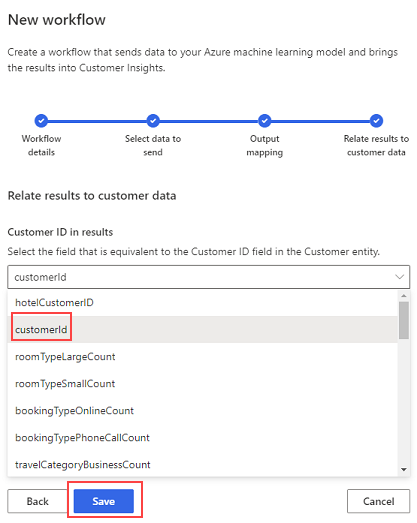 New workflow
Create a workflow that sends data to your Azure machine learning model and brings
the results into Customer Insights.
Workflow
details
Select data to
send
Output
mapping
Relate results to
customer data
Relate results to customer data
Customer ID in results
Select the field that is equivalent to the Customer ID field in the Customer entity.
customerId
hotelCustomerID
customerId
roomTypeLargeCount
roomTypeSmallCount
bookingTypeOnlineCount
bookingTypePhoneCallCount
travelCategoryBusinessCount
Back
Save
Cancel